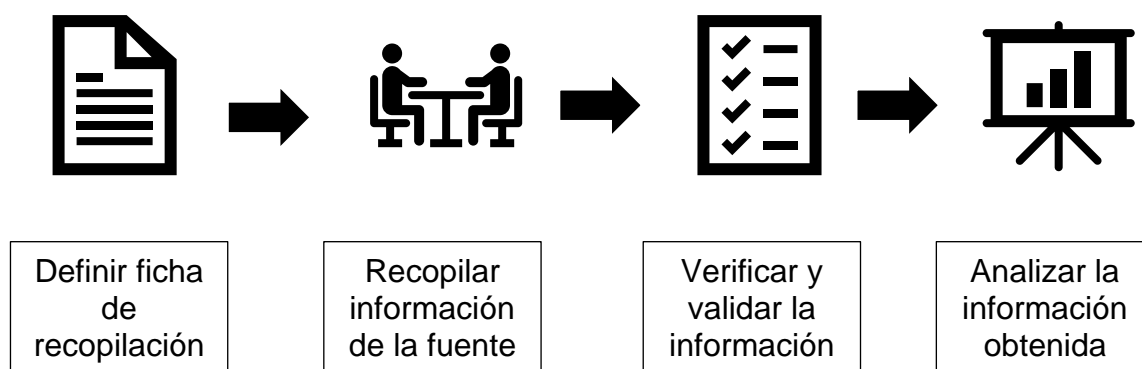 Definir ficha
de
recopilación
Recopilar
información
de la fuente
Verificar y
validar la
información
Analizar la
información
obtenida